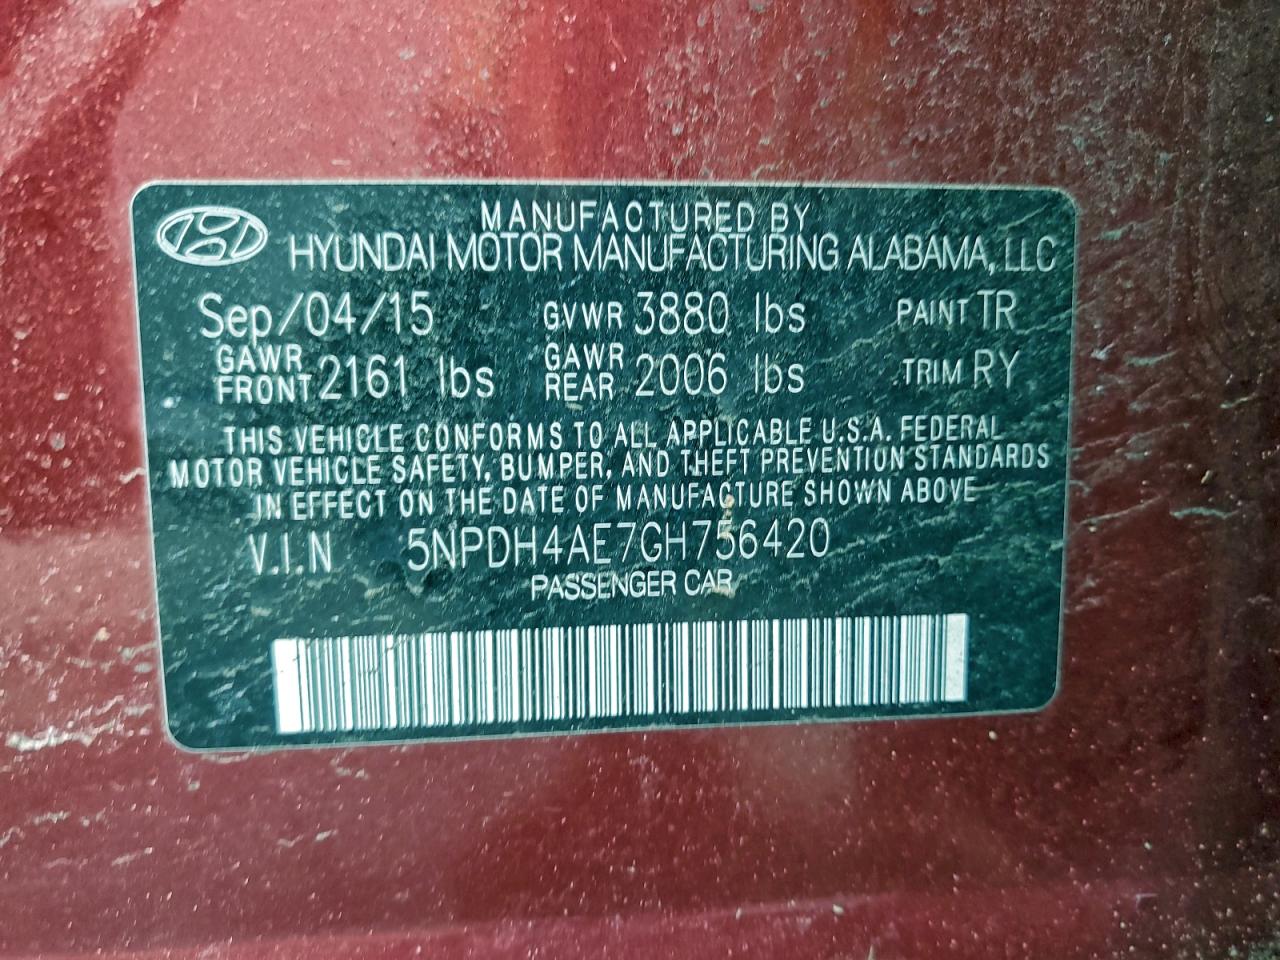 MANUFACTURED BY
HYUNDAI MOTOR MANUFACTURING ALABAMA, LLC
Sep/04/15 GVWR 3880 lbs PAINT TR
GAWR FRONT 2161 lbs GAWR REAR 2006 lbs TRIM RY
THIS VEHICLE CONFORMS TO ALL APPLICABLE U.S.A. FEDERAL
MOTOR VEHICLE SAFETY, BUMPER, AND THEFT PREVENTION STANDARDS
IN EFFECT ON THE DATE OF MANUFACTURE SHOWN ABOVE
V.I.N 5NPDH4AE7GH756420
PASSENGER CAR